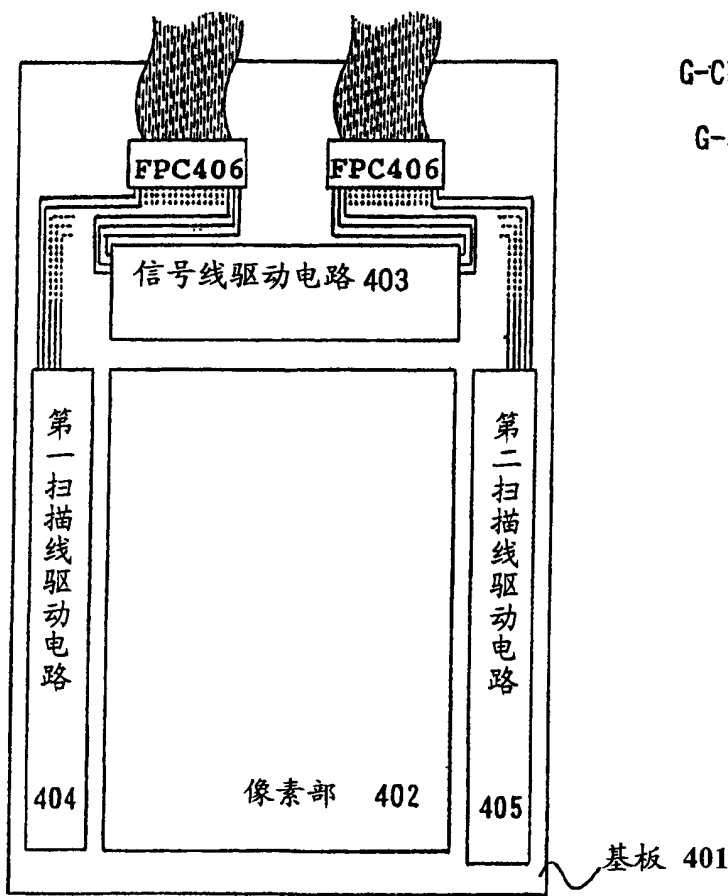 G-C
G-
FPC406
FPC406
信号线驱动电路 403
第一扫描线驱动电路
404
第二扫描线驱动电路
405
像素部 402
基板 401